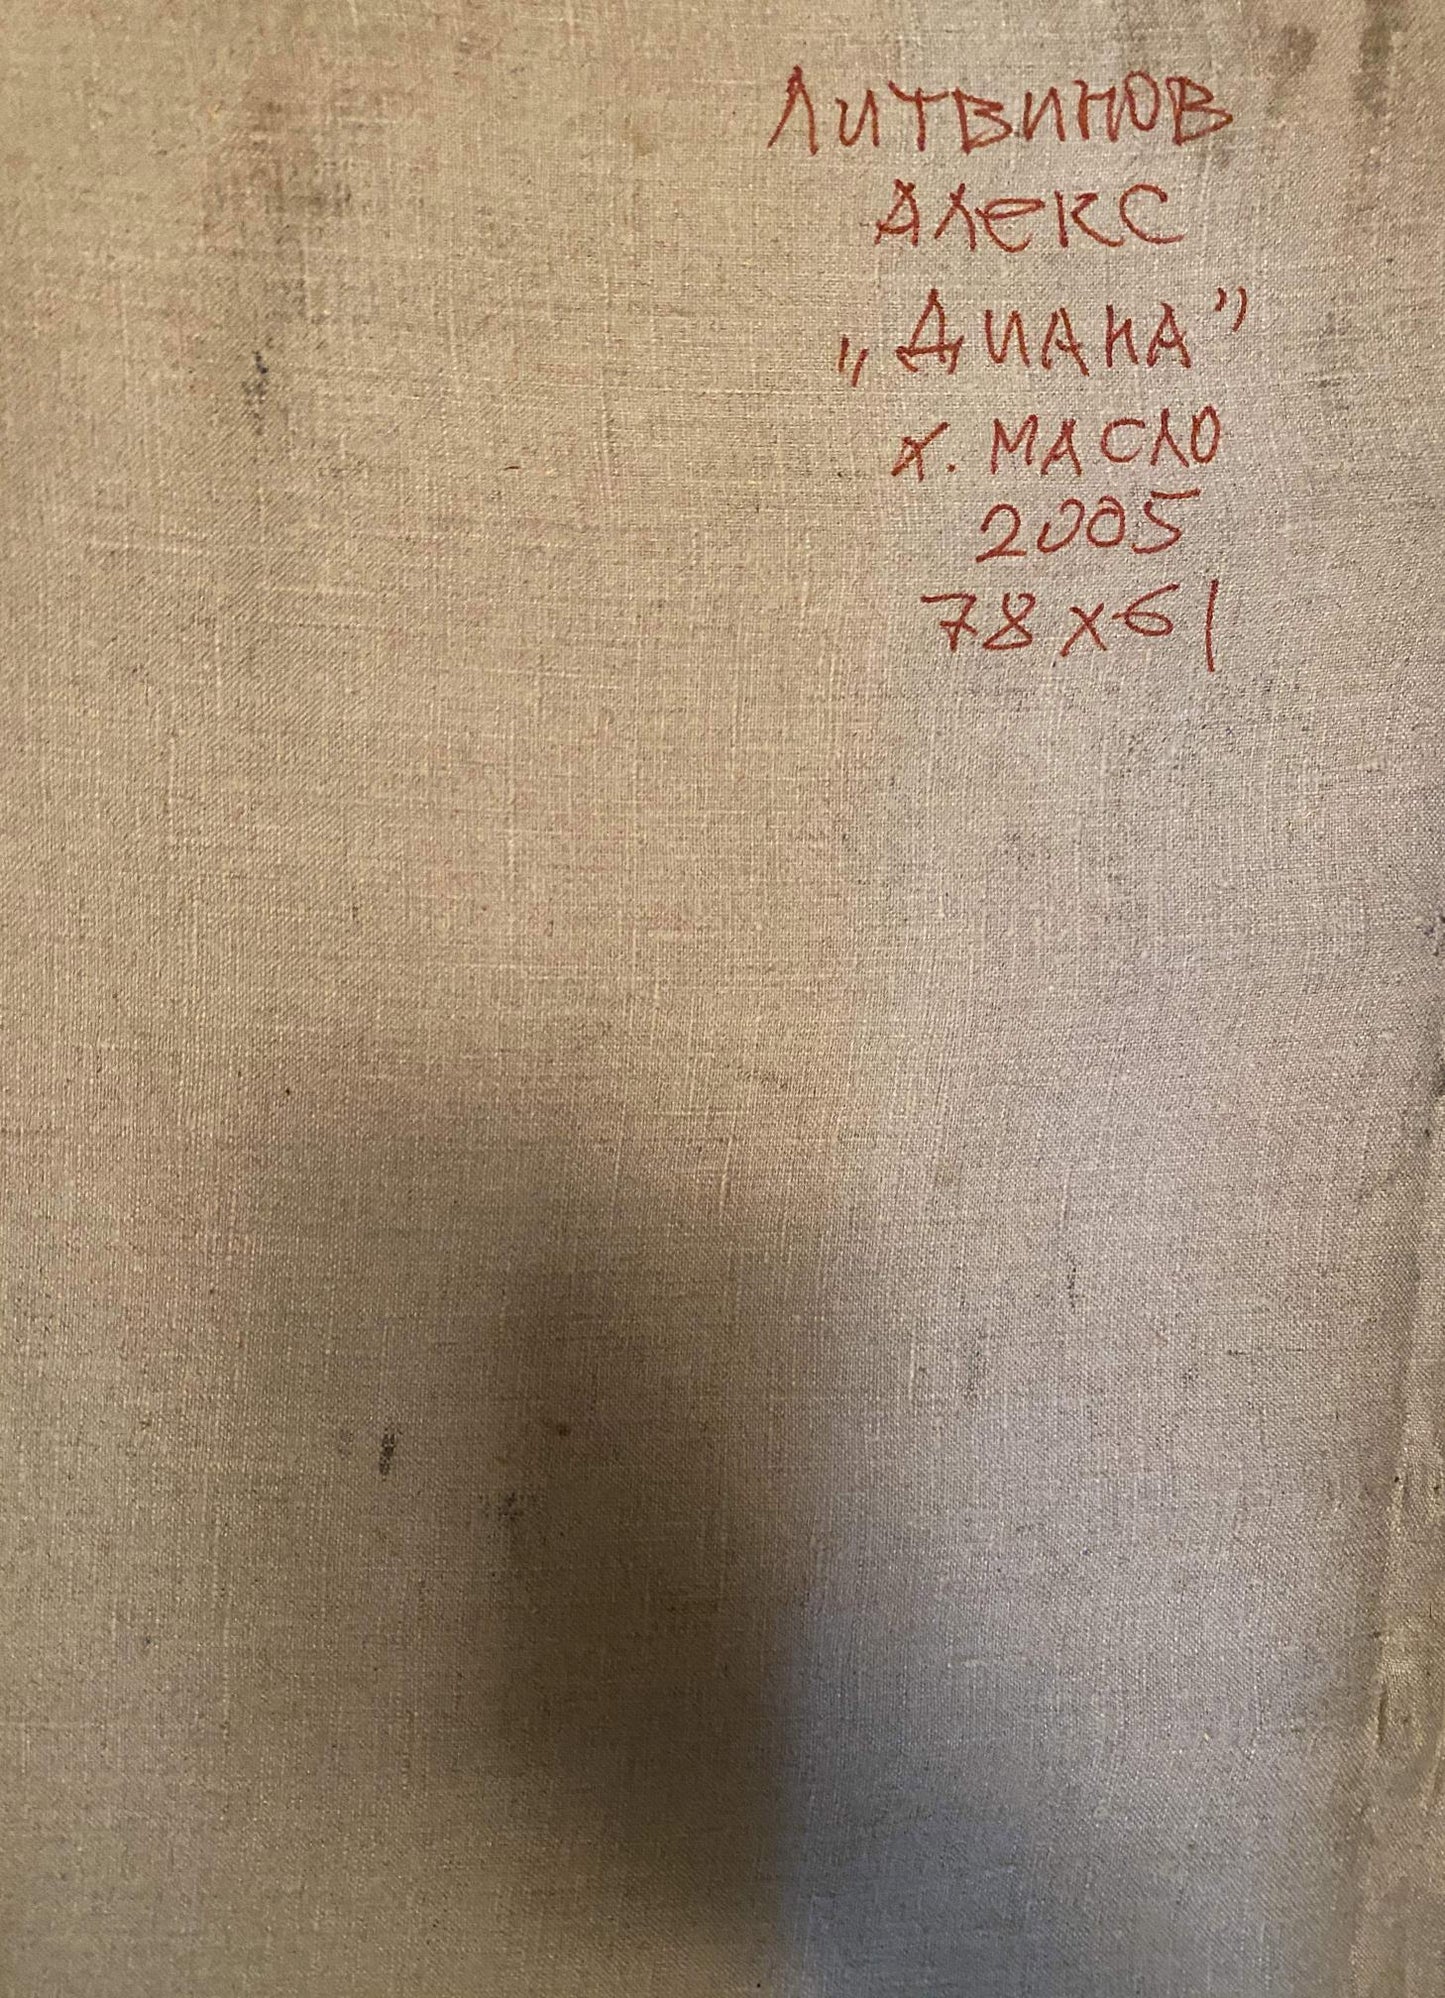 ЛИТВИНОВ
АЛЕКС
„ДИАНА”
х. МАСЛО
2005
78 х 61